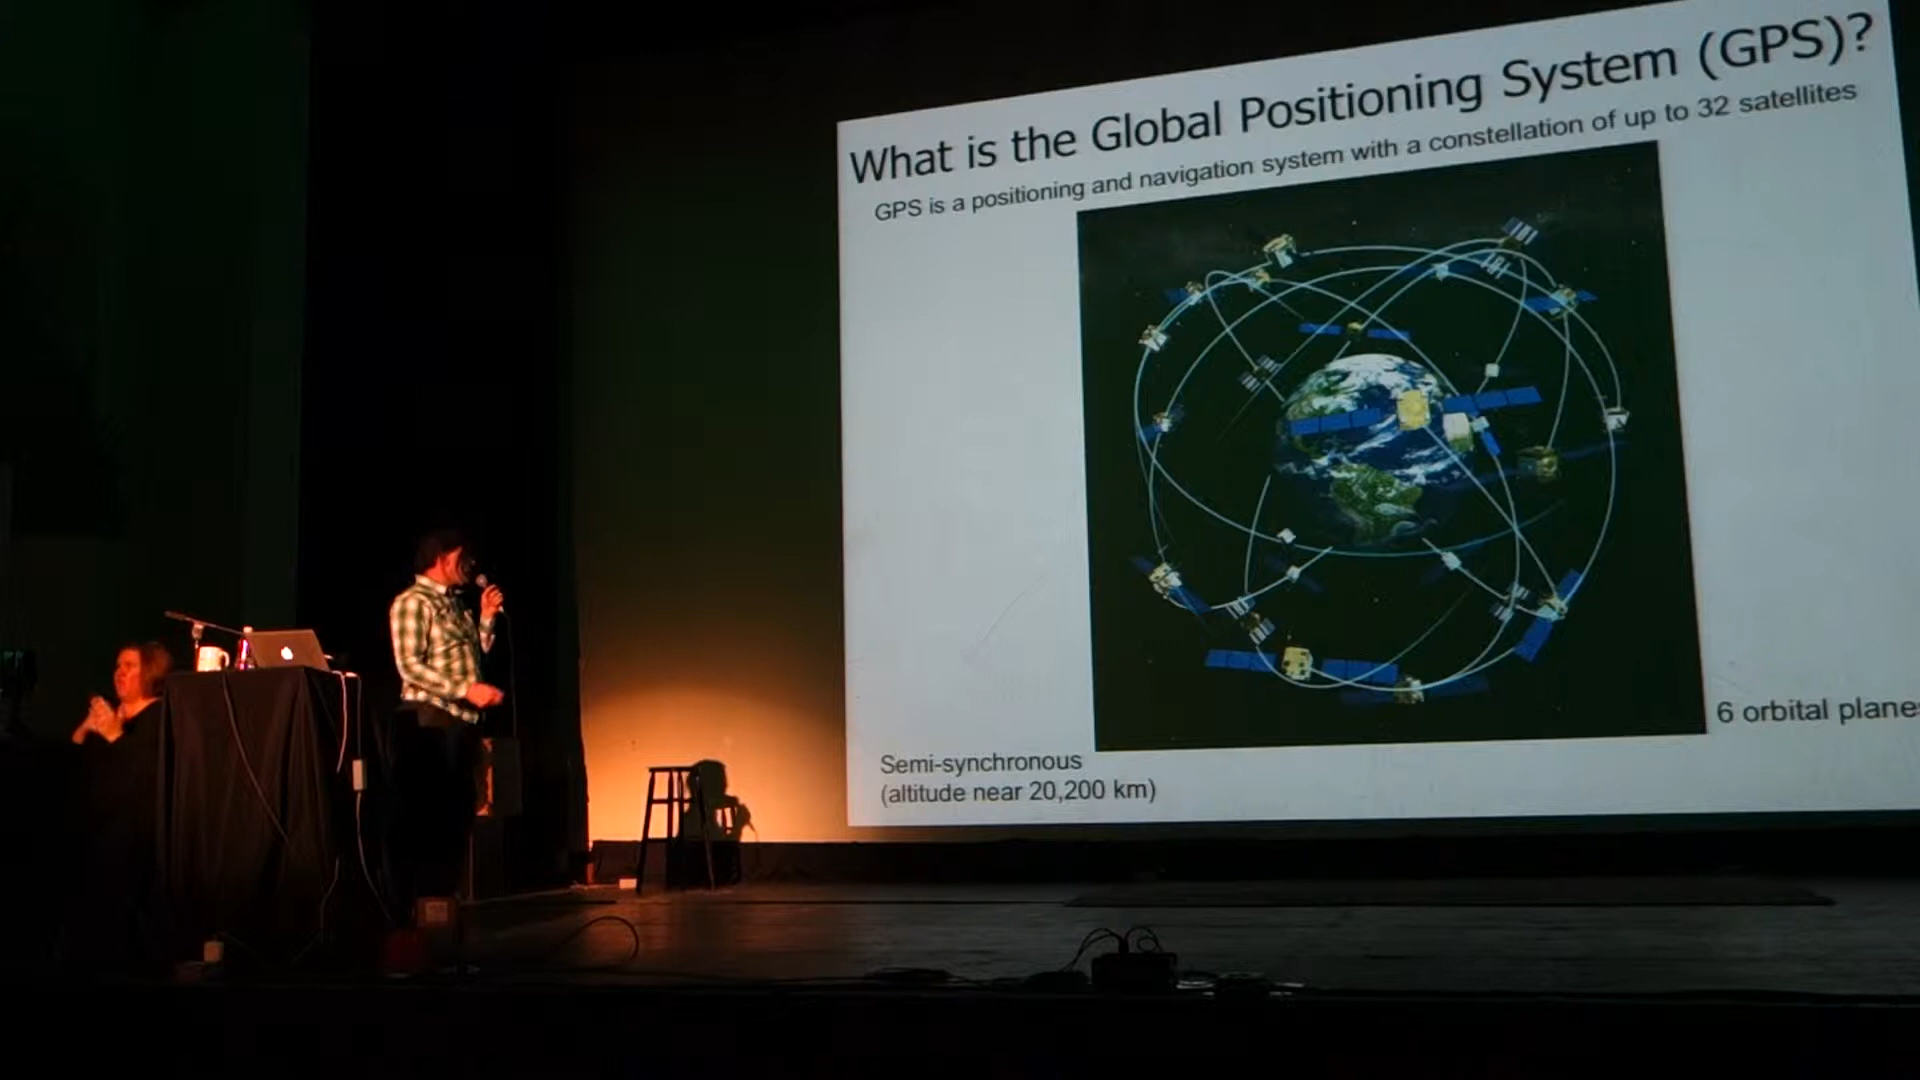 What is the Global Positioning System (GPS)?
GPS is a positioning and navigation system with a constellation of up to 32 satellites
6 orbital planes
Semi-synchronous
(altitude near 20,200 km)